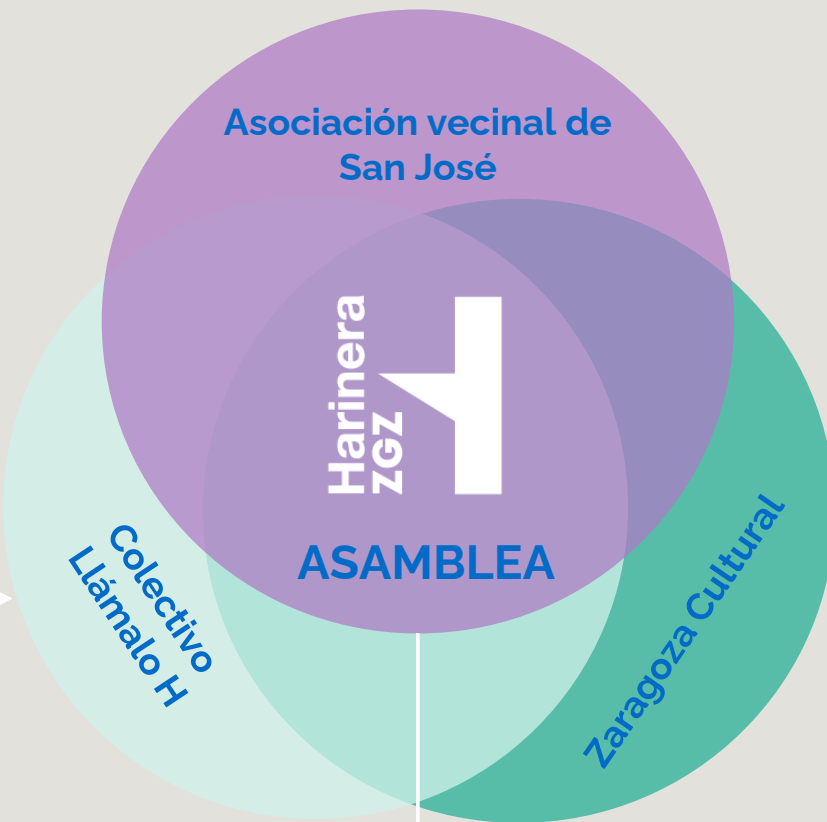 Asociación vecinal de
San José
Harinera
ZGZ
ASAMBLEA
Colectivo
Llámalo H
Zaragoza Cultural